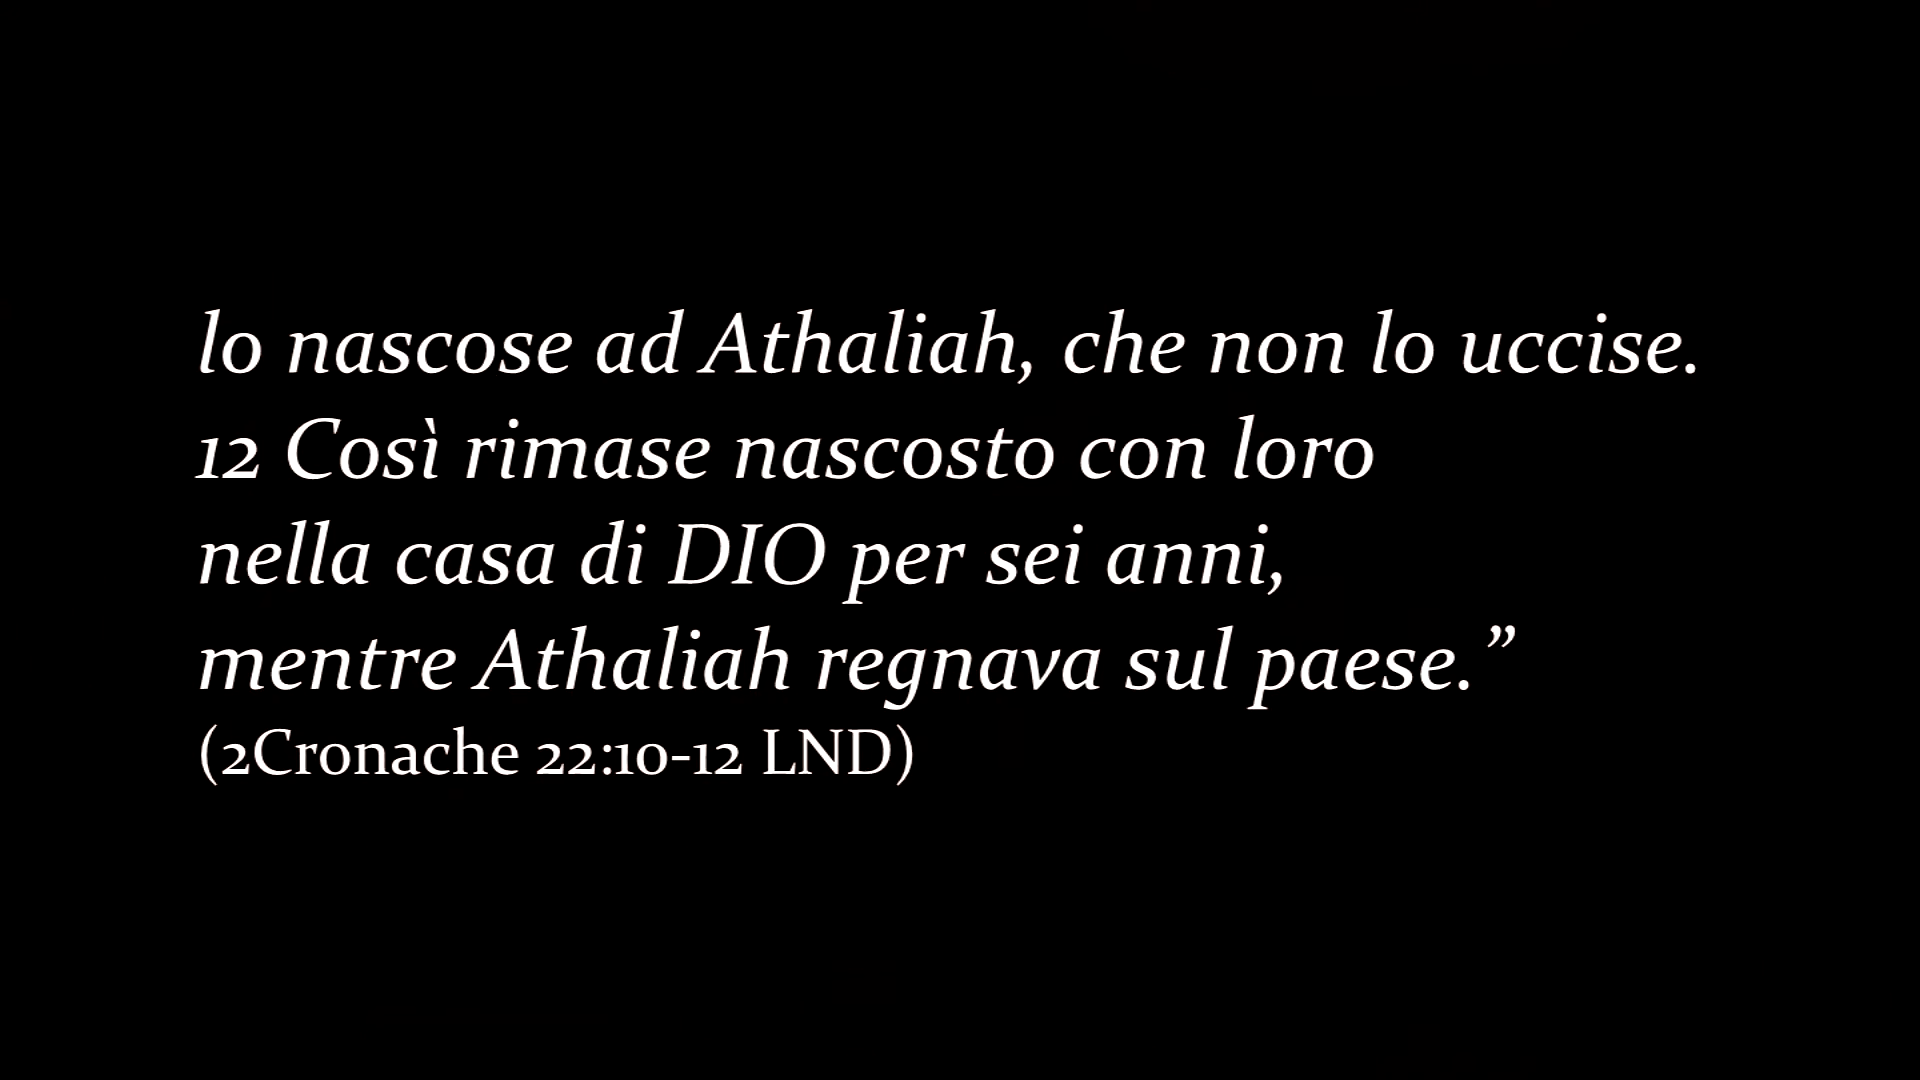 lo nascose ad Athaliah, che non lo uccise.
12 Così rimase nascosto con loro
nella casa di DIO per sei anni,
mentre Athaliah regnava sul paese.”
(2Cronache 22:10-12 LND)